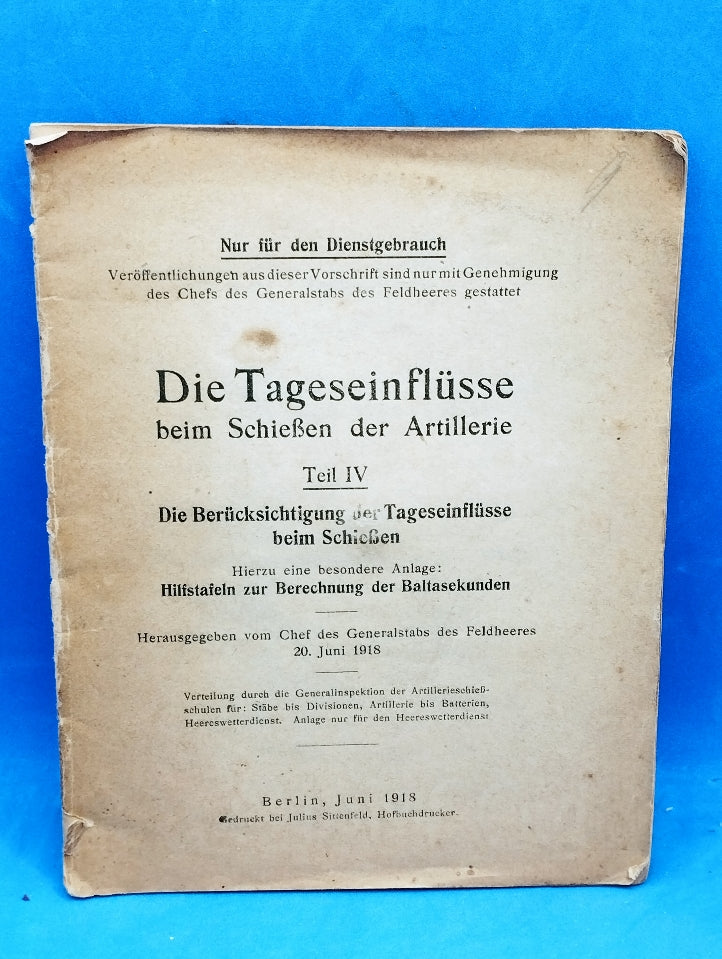 Nur für den Dienstgebrauch
Veröffentlichungen aus dieser Vorschrift sind nur mit Genehmigung
des Chefs des Generalstabs des Feldheeres gestattet
Die Tageseinflüsse
beim Schießen der Artillerie
Teil IV
Die Berücksichtigung der Tageseinflüsse
beim Schießen
Hierzu eine besondere Anlage:
Hilfstafeln zur Berechnung der Baltasekunden
Herausgegeben vom Chef des Generalstabs des Feldheeres
20. Juni 1918
Verteilung durch die Generalinspektion der Artillerieschieß-
schulen für: Stäbe bis Divisionen, Artillerie bis Batterien,
Heereswetterdienst. Anlage nur für den Heereswetterdienst
Berlin, Juni 1918
Gedruckt bei Julius Sittenfeld, Hofbuchdrucker.